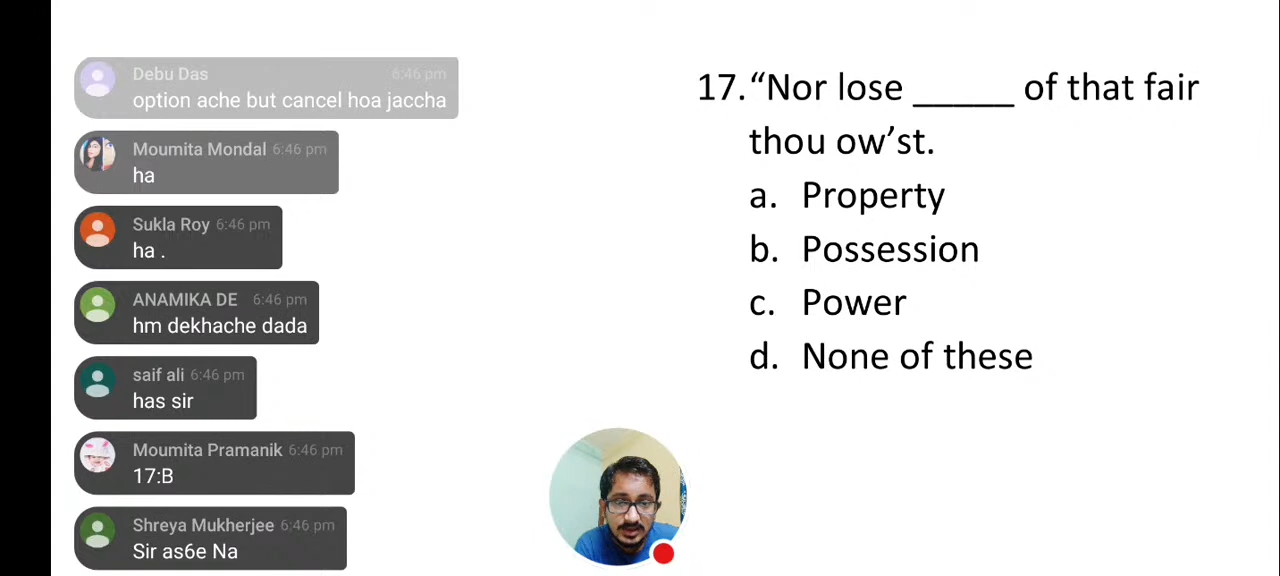 Debu Das 6:46 pm
option ache but cancel hoa jaccha
Moumita Mondal 6:46 pm
ha
Sukla Roy 6:46 pm
ha .
ANAMIKA DE 6:46 pm
hm dekhache dada
saif ali 6:46 pm
has sir
Moumita Pramanik 6:46 pm
17:B
Shreya Mukherjee 6:46 pm
Sir as6e Na
17. “Nor lose _____ of that fair
thou ow’st.
a. Property
b. Possession
c. Power
d. None of these